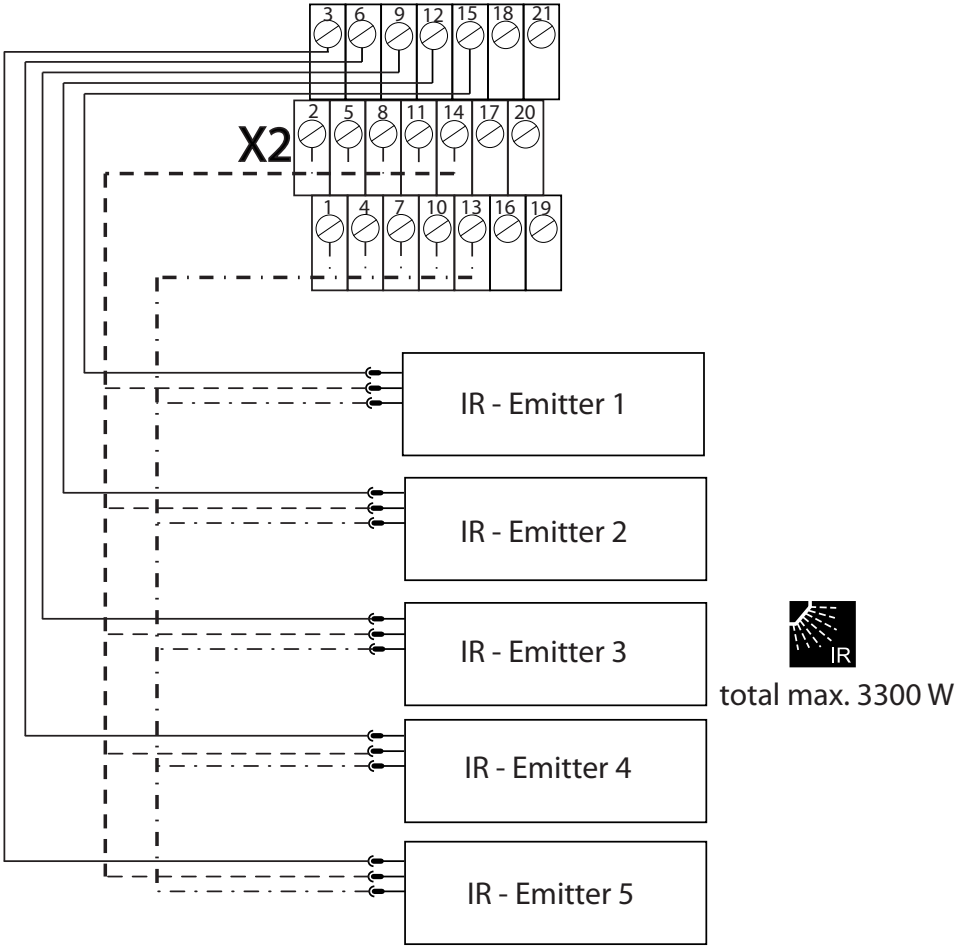 3 6 9 12 15 18 21
2 5 8 11 14 17 20
X2
1 4 7 10 13 16 19
IR - Emitter 1
IR - Emitter 2
IR - Emitter 3
IR
total max. 3300 W
IR - Emitter 4
IR - Emitter 5